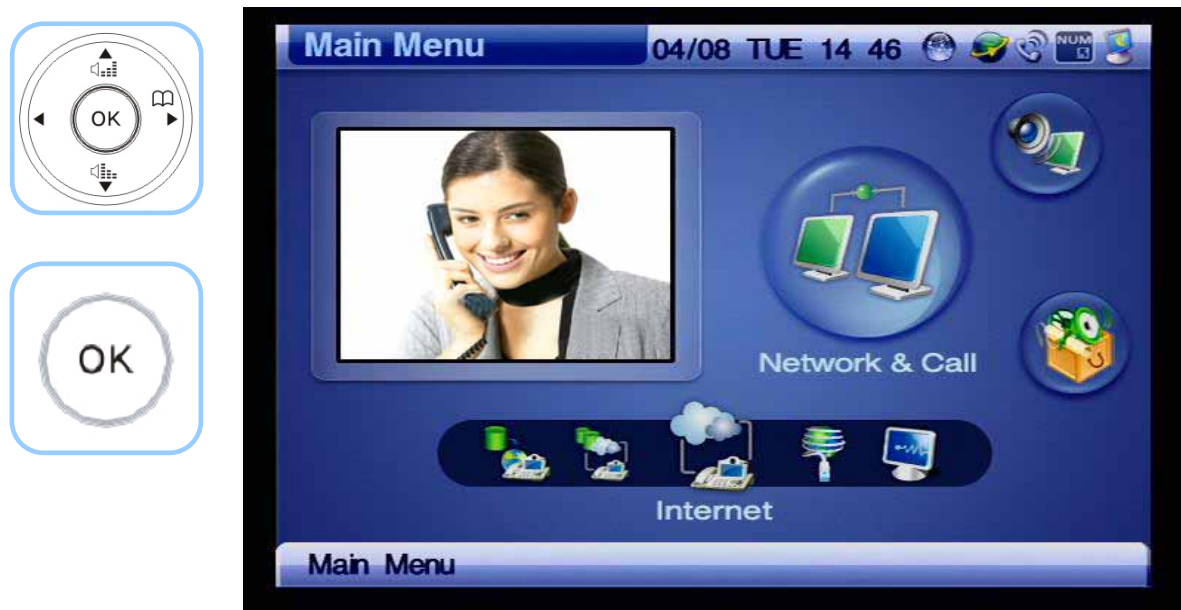 OK
OK
Main Menu 04/08 TUE 14 46 NUM
Network & Call
Internet
Main Menu